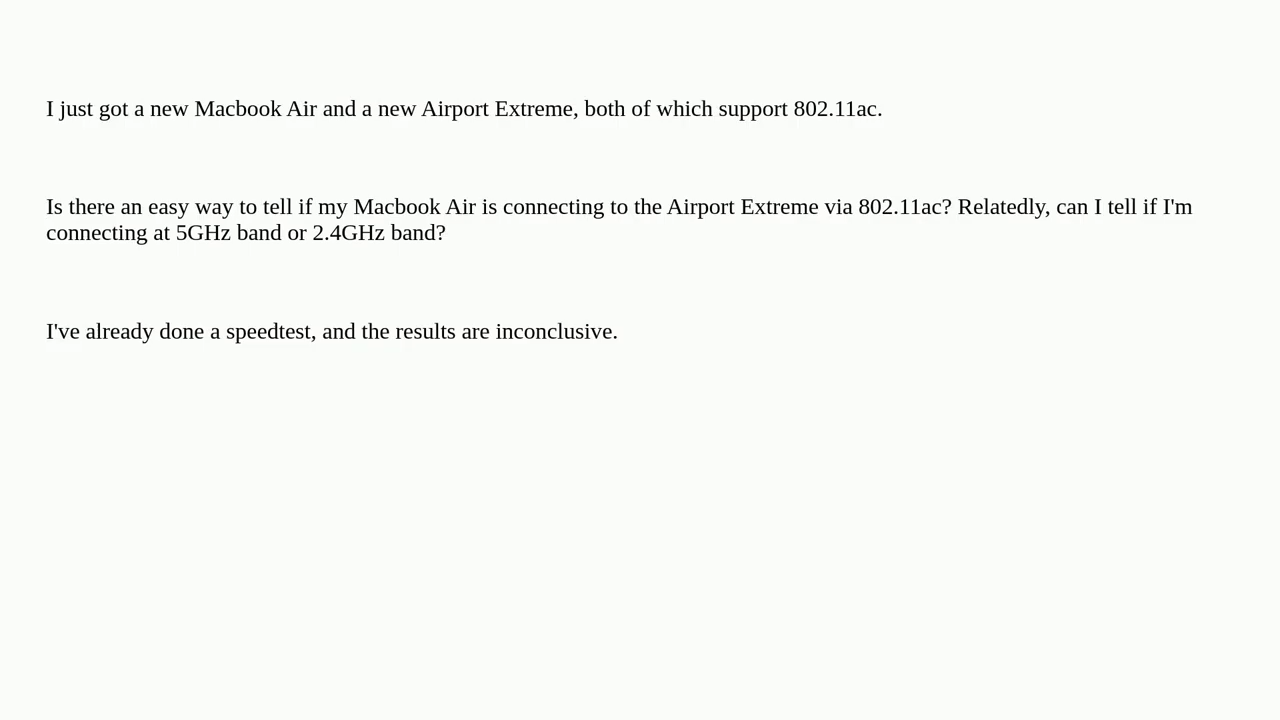 I just got a new Macbook Air and a new Airport Extreme, both of which support 802.11ac.
Is there an easy way to tell if my Macbook Air is connecting to the Airport Extreme via 802.11ac? Relatedly, can I tell if I'm
connecting at 5GHz band or 2.4GHz band?
I've already done a speedtest, and the results are inconclusive.